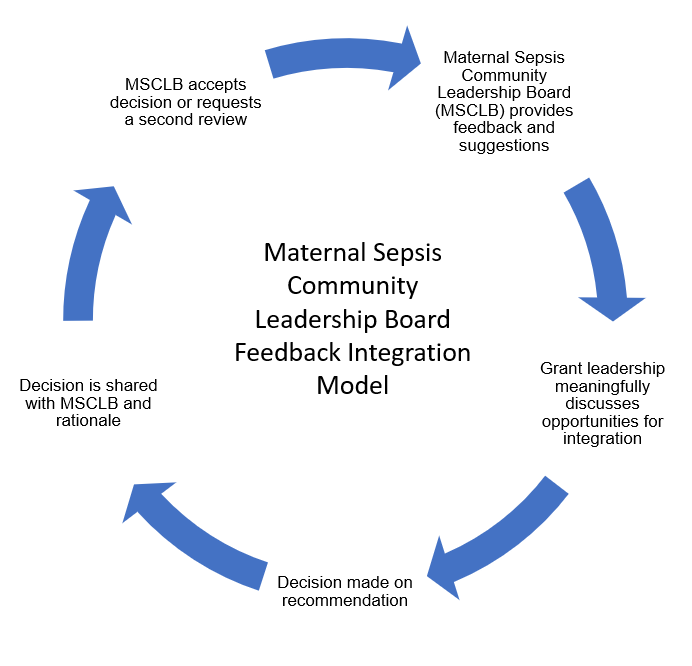 MSCLB accepts
decision or requests
a second review
Maternal Sepsis
Community
Leadership Board
(MSCLB) provides
feedback and
suggestions
Maternal Sepsis
Community
Leadership Board
Feedback Integration
Model
Grant leadership
meaningfully
discusses
opportunities for
integration
Decision is shared
with MSCLB and
rationale
Decision made on
recommendation